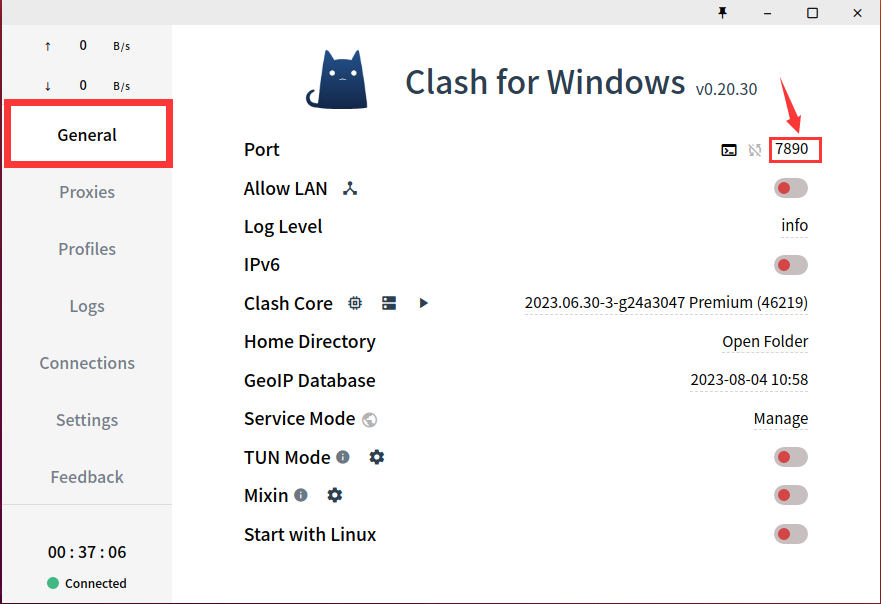 ↑ 0 B/s
↓ 0 B/s
General
Proxies
Profiles
Logs
Connections
Settings
Feedback
00 : 37 : 06
Connected
Clash for Windows v0.20.30
Port 7890
Allow LAN
Log Level info
IPv6
Clash Core 2023.06.30-3-g24a3047 Premium (46219)
Home Directory Open Folder
GeoIP Database 2023-08-04 10:58
Service Mode Manage
TUN Mode
Mixin
Start with Linux